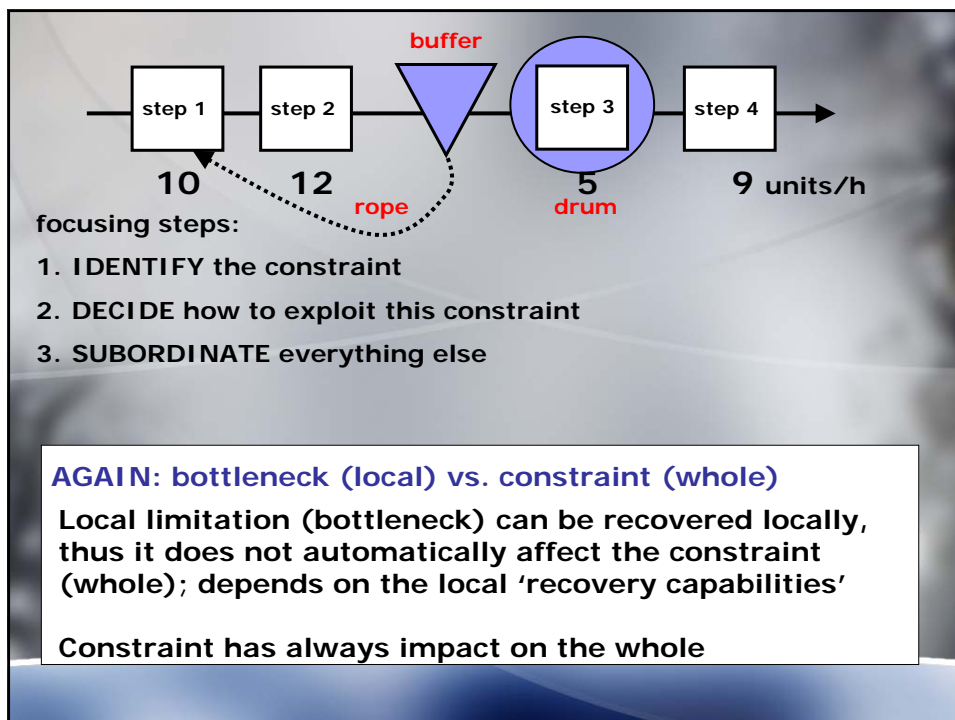 buffer
step 1 step 2 step 3 step 4
10 12 5 9 units/h
rope drum
focusing steps:
1. IDENTIFY the constraint
2. DECIDE how to exploit this constraint
3. SUBORDINATE everything else
AGAIN: bottleneck (local) vs. constraint (whole)
Local limitation (bottleneck) can be recovered locally,
thus it does not automatically affect the constraint
(whole); depends on the local ‘recovery capabilities’
Constraint has always impact on the whole